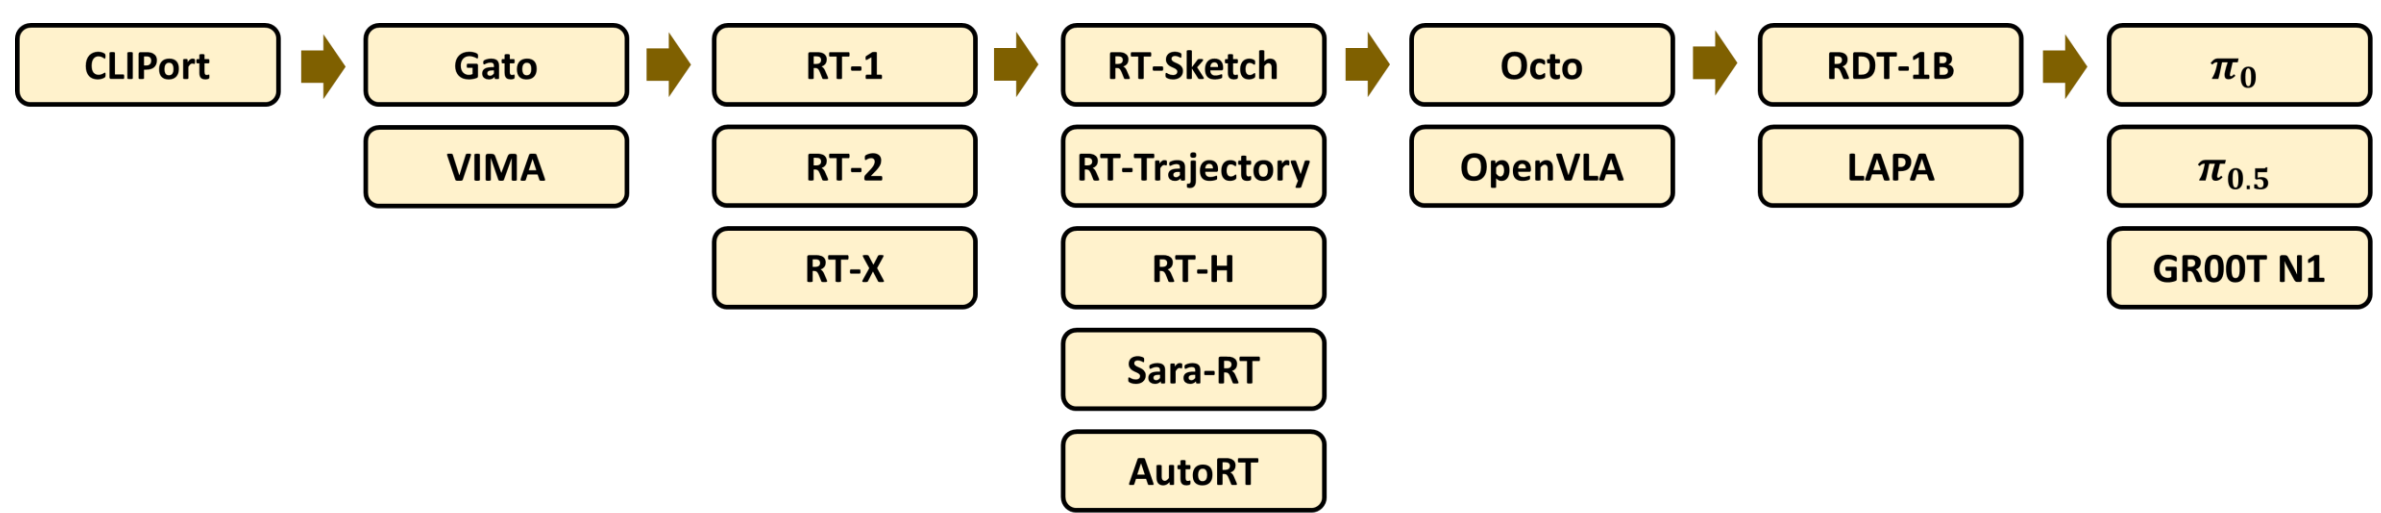 CLIPort
Gato
VIMA
RT-1
RT-2
RT-X
RT-Sketch
RT-Trajectory
RT-H
Sara-RT
AutoRT
Octo
OpenVLA
RDT-1B
LAPA
π₀
π₀.₅
GR00T N1